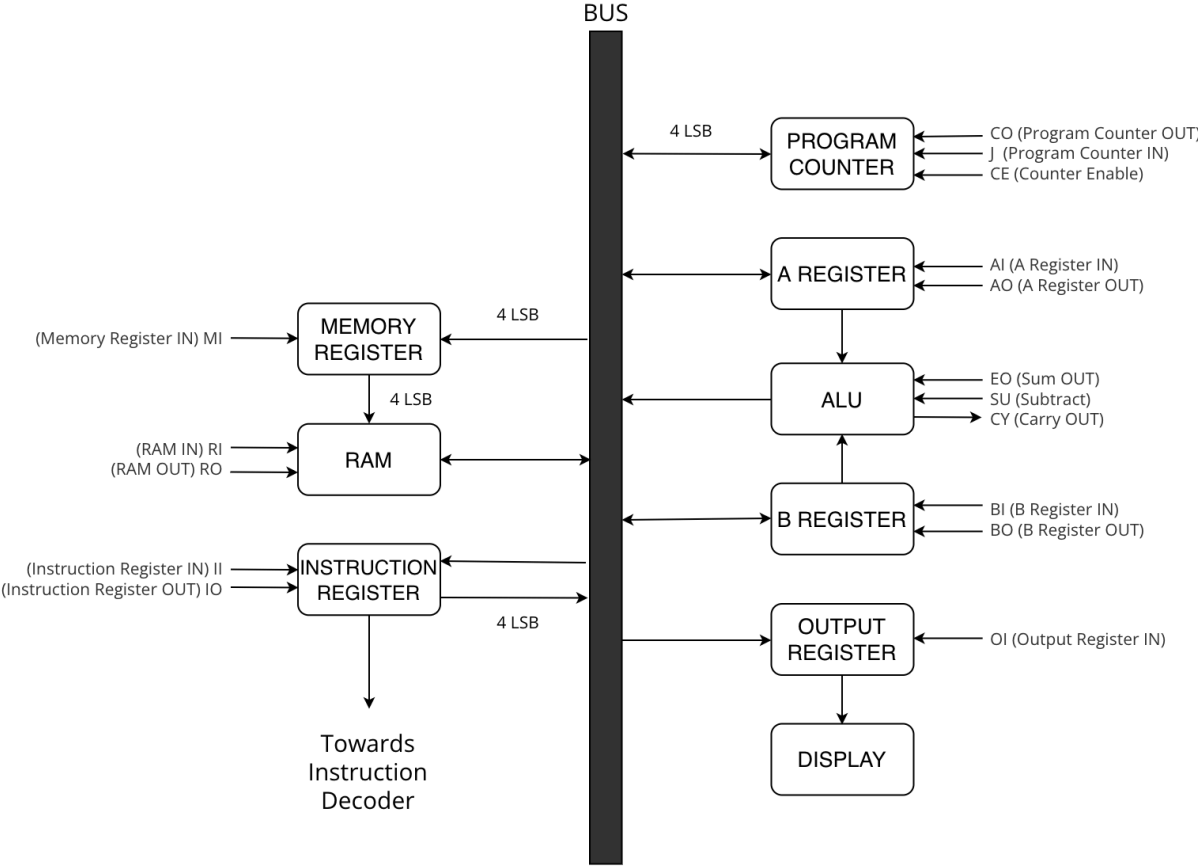 BUS
4 LSB
PROGRAM
COUNTER
CO (Program Counter OUT)
J (Program Counter IN)
CE (Counter Enable)
A REGISTER
AI (A Register IN)
AO (A Register OUT)
(Memory Register IN) MI
MEMORY
REGISTER
4 LSB
4 LSB
ALU
EO (Sum OUT)
SU (Subtract)
CY (Carry OUT)
(RAM IN) RI
(RAM OUT) RO
RAM
B REGISTER
BI (B Register IN)
BO (B Register OUT)
(Instruction Register IN) II
(Instruction Register OUT) IO
INSTRUCTION
REGISTER
4 LSB
OUTPUT
REGISTER
OI (Output Register IN)
Towards
Instruction
Decoder
DISPLAY